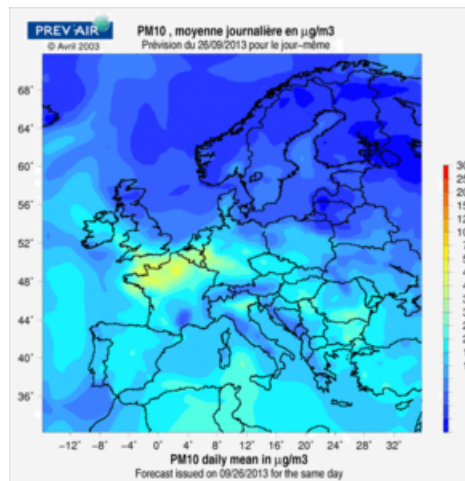 PREV'AIR
© Avril 2003
PM10 , moyenne journalière en µg/m3
Prévision du 26/09/2013 pour le jour-même
68°
64°
60°
56°
52°
48°
44°
40°
36°
−12° −8° −4° 0° 4° 8° 12° 16° 20° 24° 28° 32°
PM10 daily mean in µg/m3
Forecast issued on 09/26/2013 for the same day